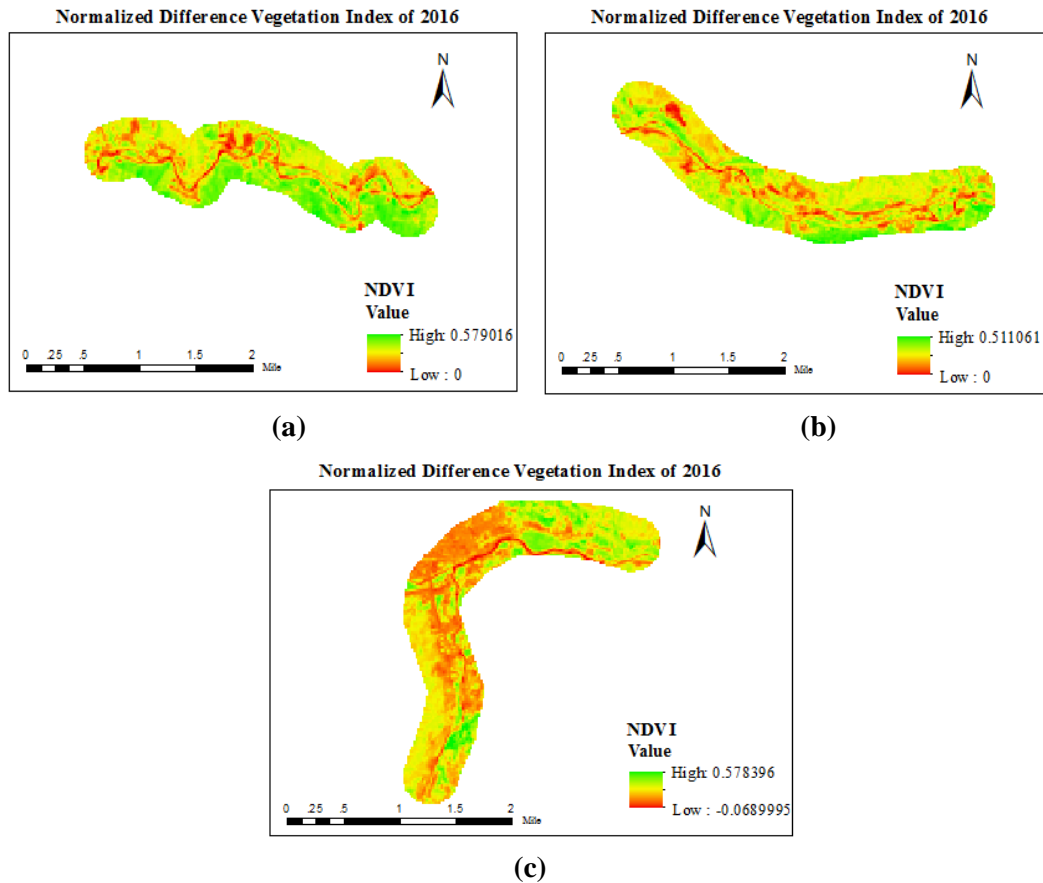 Normalized Difference Vegetation Index of 2016
N
NDVI
Value
High: 0.579016
Low : 0
0 .25 .5 1 1.5 2
Mile
(a)
Normalized Difference Vegetation Index of 2016
N
NDVI
Value
High: 0.511061
Low : 0
0 .25 .5 1 1.5 2
Mile
(b)
Normalized Difference Vegetation Index of 2016
N
NDVI
Value
High: 0.578396
Low : -0.0689995
0 .25 .5 1 1.5 2
Mile
(c)